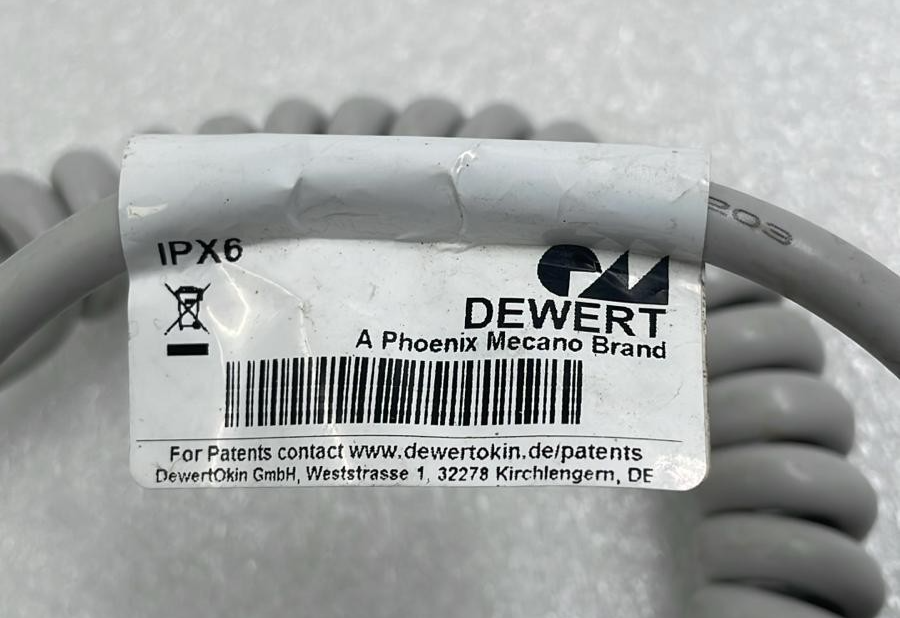 203
IPX6
DEWERT
A Phoenix Mecano Brand
For Patents contact www.dewertokin.de/patents
DewertOkin GmbH, Weststrasse 1, 32278 Kirchlengern, DE